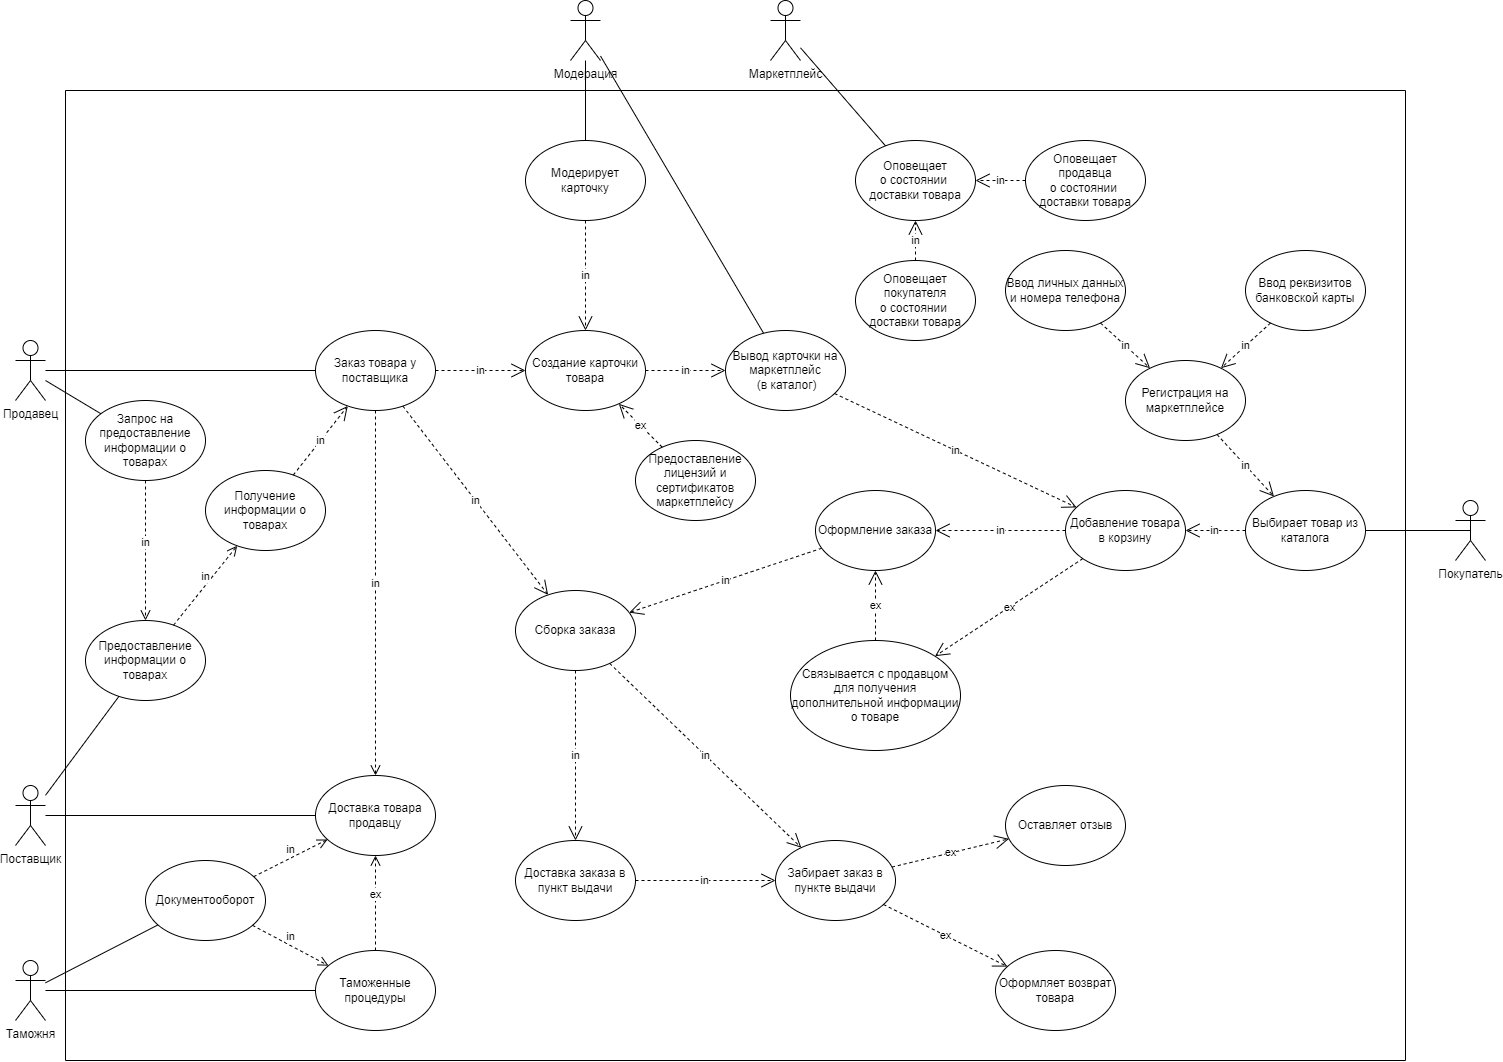 Модерация
Маркетплейс
Модерирует
карточку
Оповещает
о состоянии
доставки товара
in
Оповещает
продавца
о состоянии
доставки товара
in
in
Оповещает
покупателя
о состоянии
доставки товара
Ввод личных данных
и номера телефона
Ввод реквизитов
банковской карты
in
in
Продавец
Заказ товара у
поставщика
in
Создание карточки
товара
in
Вывод карточки на
маркетплейс
(в каталог)
Регистрация на
маркетплейсе
Запрос на
предоставление
информации о
товарах
in
ex
in
in
Предоставление
лицензий и
сертификатов
маркетплейсу
Получение
информации о
товарах
in
Оформление заказа
in
Добавление товара
в корзину
in
Выбирает товар из
каталога
Покупатель
in
in
in
in
ex
ex
Сборка заказа
Предоставление
информации о
товарах
Связывается с продавцом
для получения
дополнительной информации
о товаре
in
in
Поставщик
Доставка товара
продавцу
Оставляет отзыв
in
ex
Документооборот
ex
Доставка заказа в
пункт выдачи
in
Забирает заказ в
пункте выдачи
in
ex
Таможня
Таможенные
процедуры
Оформляет возврат
товара